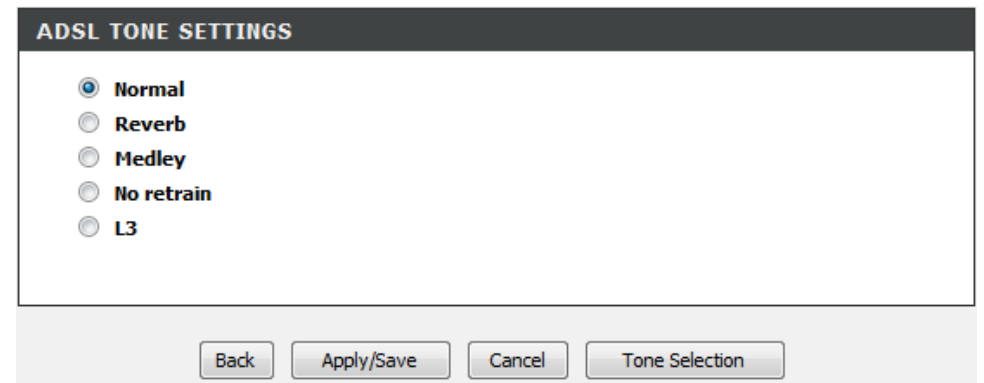 ADSL TONE SETTINGS
Normal
Reverb
Medley
No retrain
L3
Back Apply/Save Cancel Tone Selection